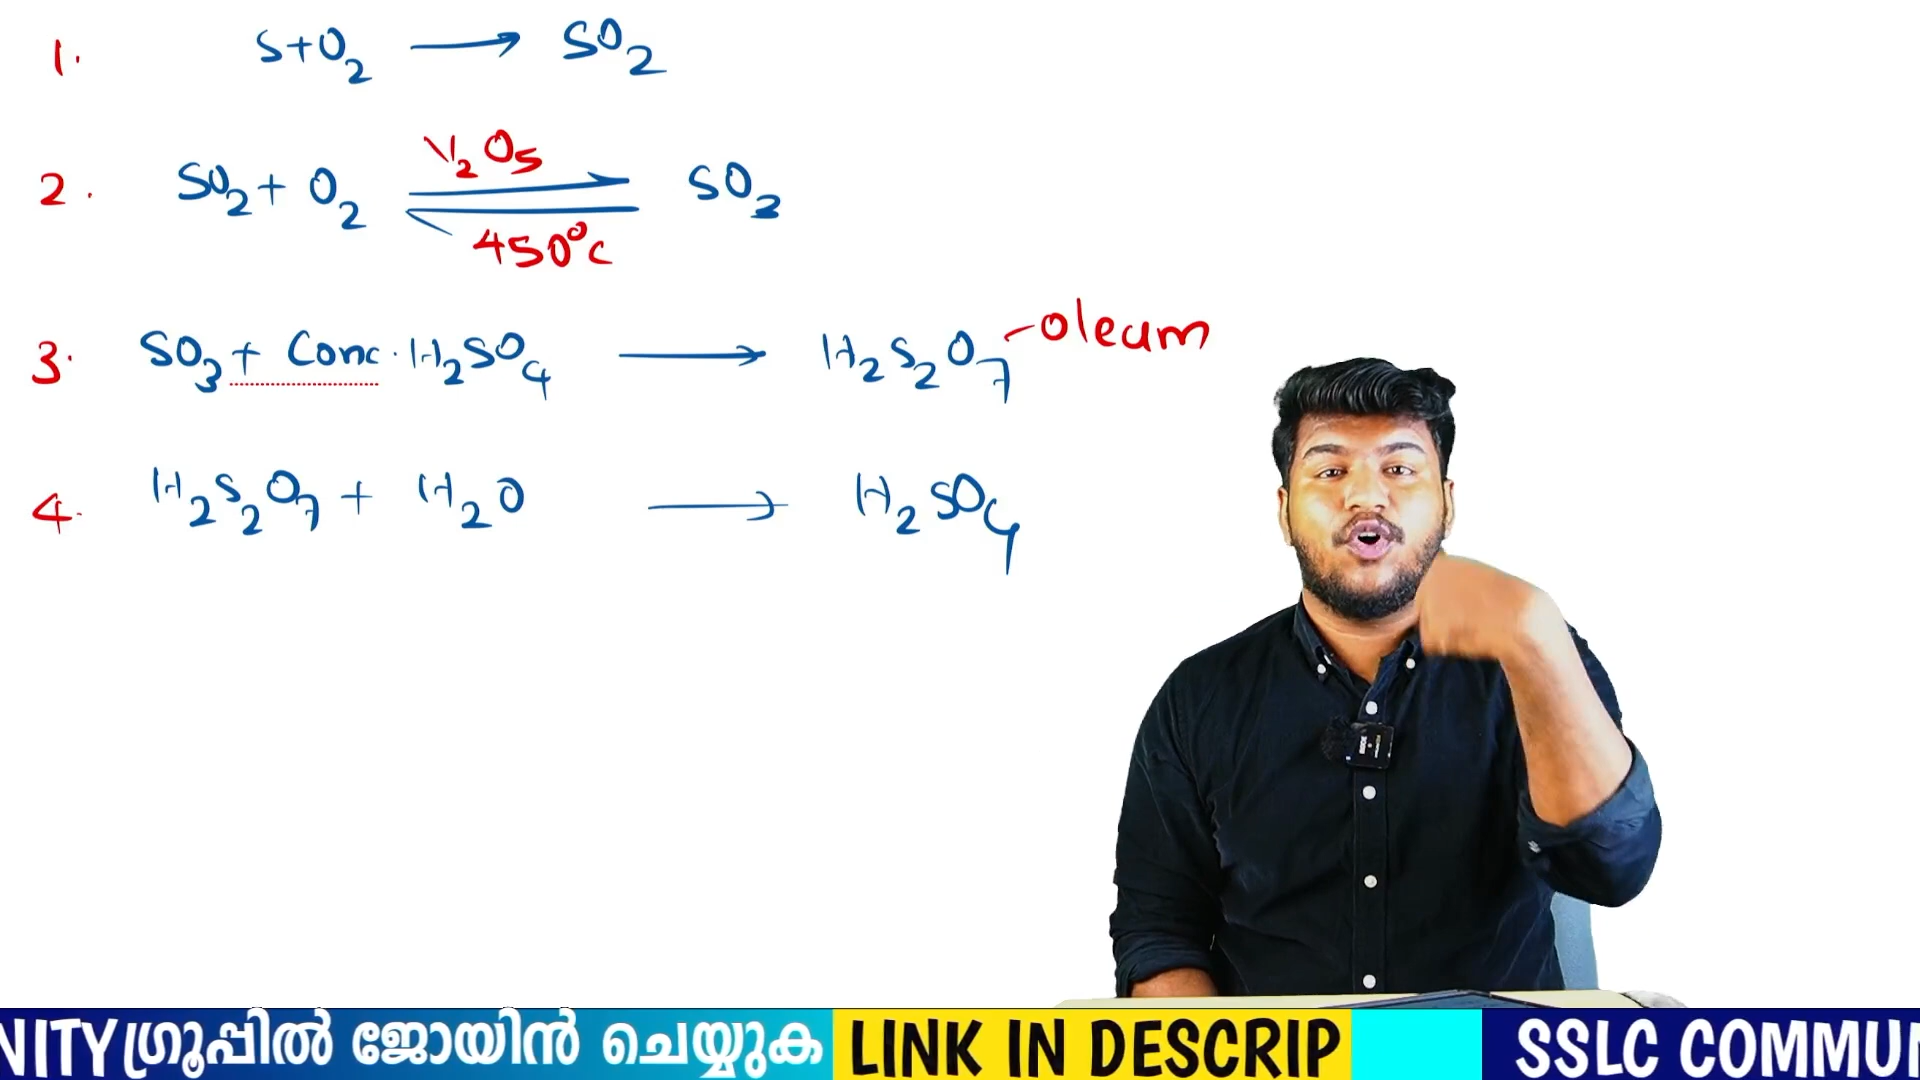 1. S+O2 → SO2
2. SO2 + O2 V2O5 ⇌ 450°C SO3
3. SO3 + Conc. H2SO4 → H2S2O7 - oleum
4. H2S2O7 + H2O → H2SO4
NITY ഗ്രൂപ്പിൽ ജോയിൻ ചെയ്യുക LINK IN DESCRIP SSLC COMMUN